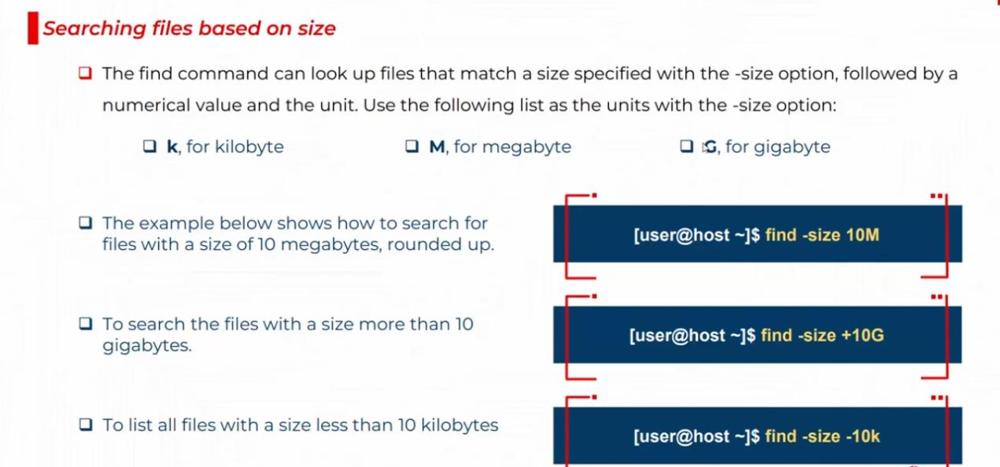 Searching files based on size
The find command can look up files that match a size specified with the -size option, followed by a
numerical value and the unit. Use the following list as the units with the -size option:
k, for kilobyte
M, for megabyte
G, for gigabyte
The example below shows how to search for
files with a size of 10 megabytes, rounded up.
[user@host ~]$ find -size 10M
To search the files with a size more than 10
gigabytes.
[user@host ~]$ find -size +10G
To list all files with a size less than 10 kilobytes
[user@host ~]$ find -size -10k